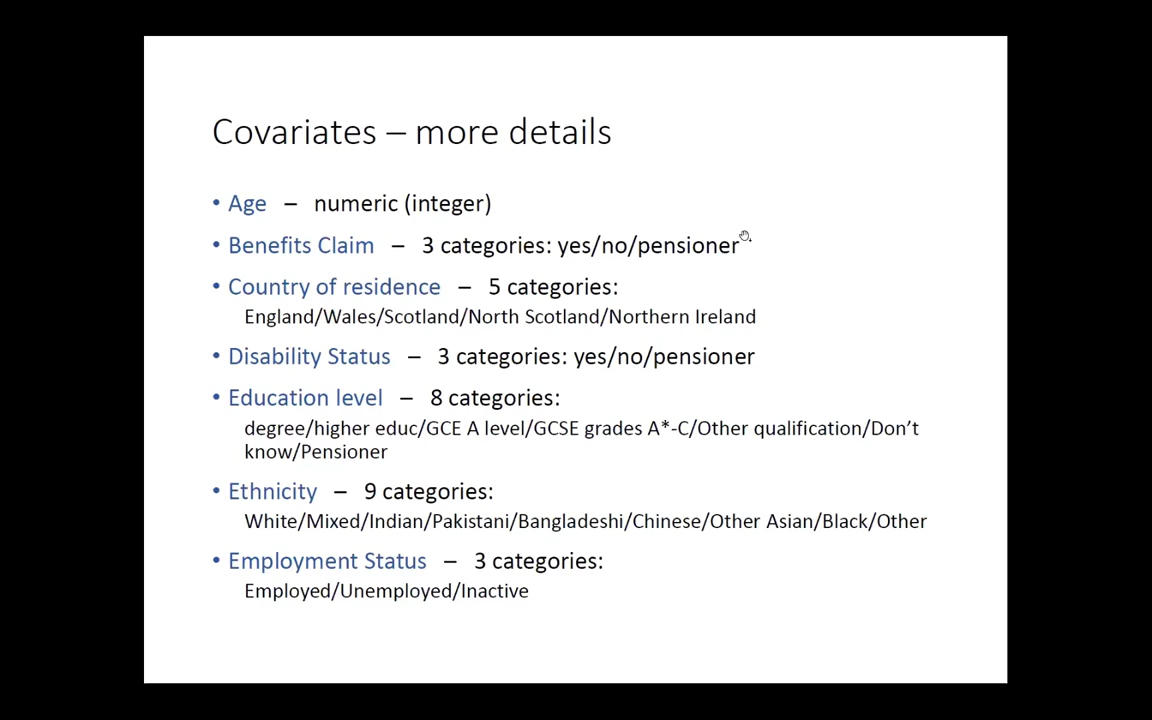 Covariates – more details
• Age – numeric (integer)
• Benefits Claim – 3 categories: yes/no/pensioner
• Country of residence – 5 categories:
England/Wales/Scotland/North Scotland/Northern Ireland
• Disability Status – 3 categories: yes/no/pensioner
• Education level – 8 categories:
degree/higher educ/GCE A level/GCSE grades A*-C/Other qualification/Don’t
know/Pensioner
• Ethnicity – 9 categories:
White/Mixed/Indian/Pakistani/Bangladeshi/Chinese/Other Asian/Black/Other
• Employment Status – 3 categories:
Employed/Unemployed/Inactive